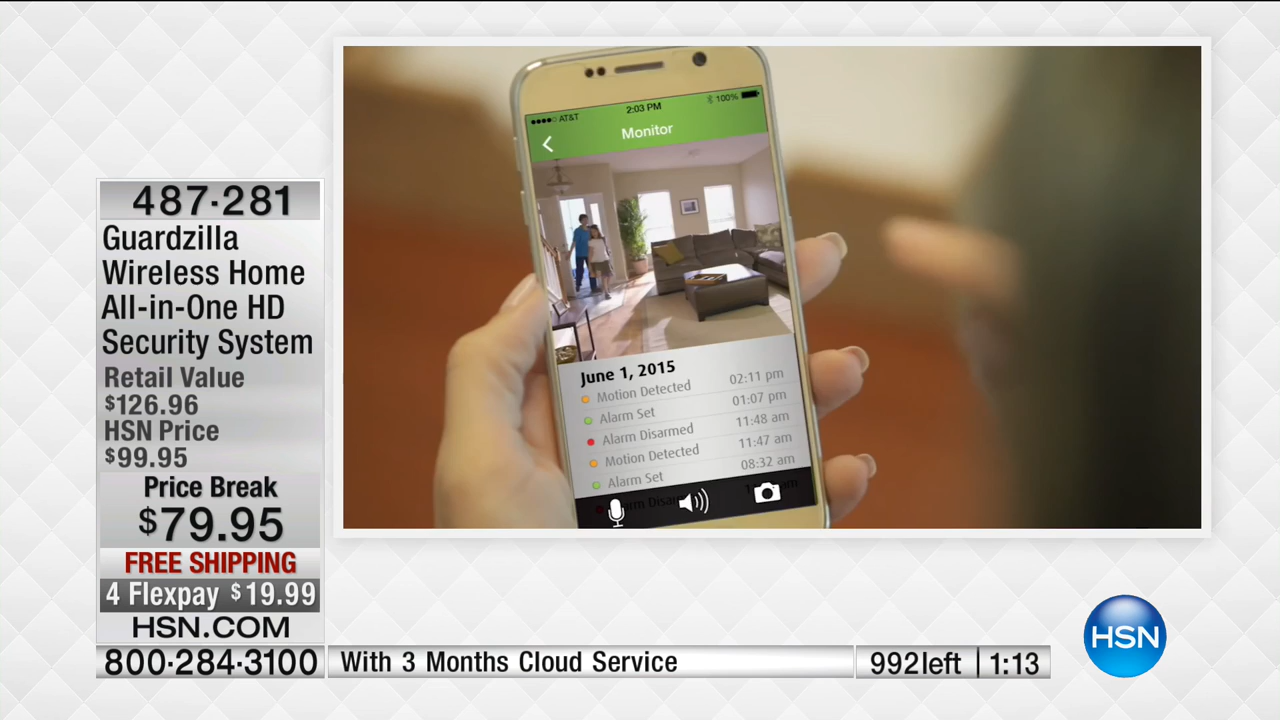 487·281
Guardzilla
Wireless Home
All-in-One HD
Security System
Retail Value
$126.96
HSN Price
$99.95
Price Break
$79.95
FREE SHIPPING
4 Flexpay $19.99
HSN.COM
800·284·3100
With 3 Months Cloud Service
992left
1:13
HSN
AT&T
2:03 PM
100%
Monitor
June 1, 2015
Motion Detected 02:11 pm
Alarm Set 01:07 pm
Alarm Disarmed 11:48 am
Motion Detected 11:47 am
Alarm Set 08:32 am